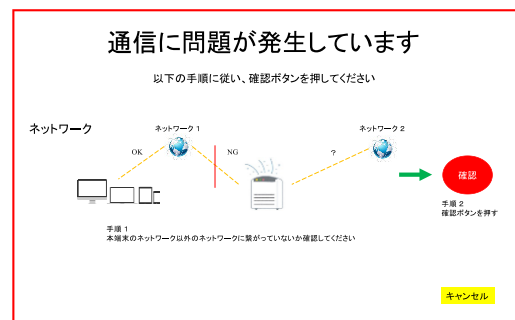 通信に問題が発生しています
以下の手順に従い、確認ボタンを押してください
ネットワーク
ネットワーク 1
ネットワーク 2
OK
NG
?
確認
手順 1
本端末のネットワーク以外のネットワークに繋がっていないか確認してください
手順 2
確認ボタンを押す
キャンセル